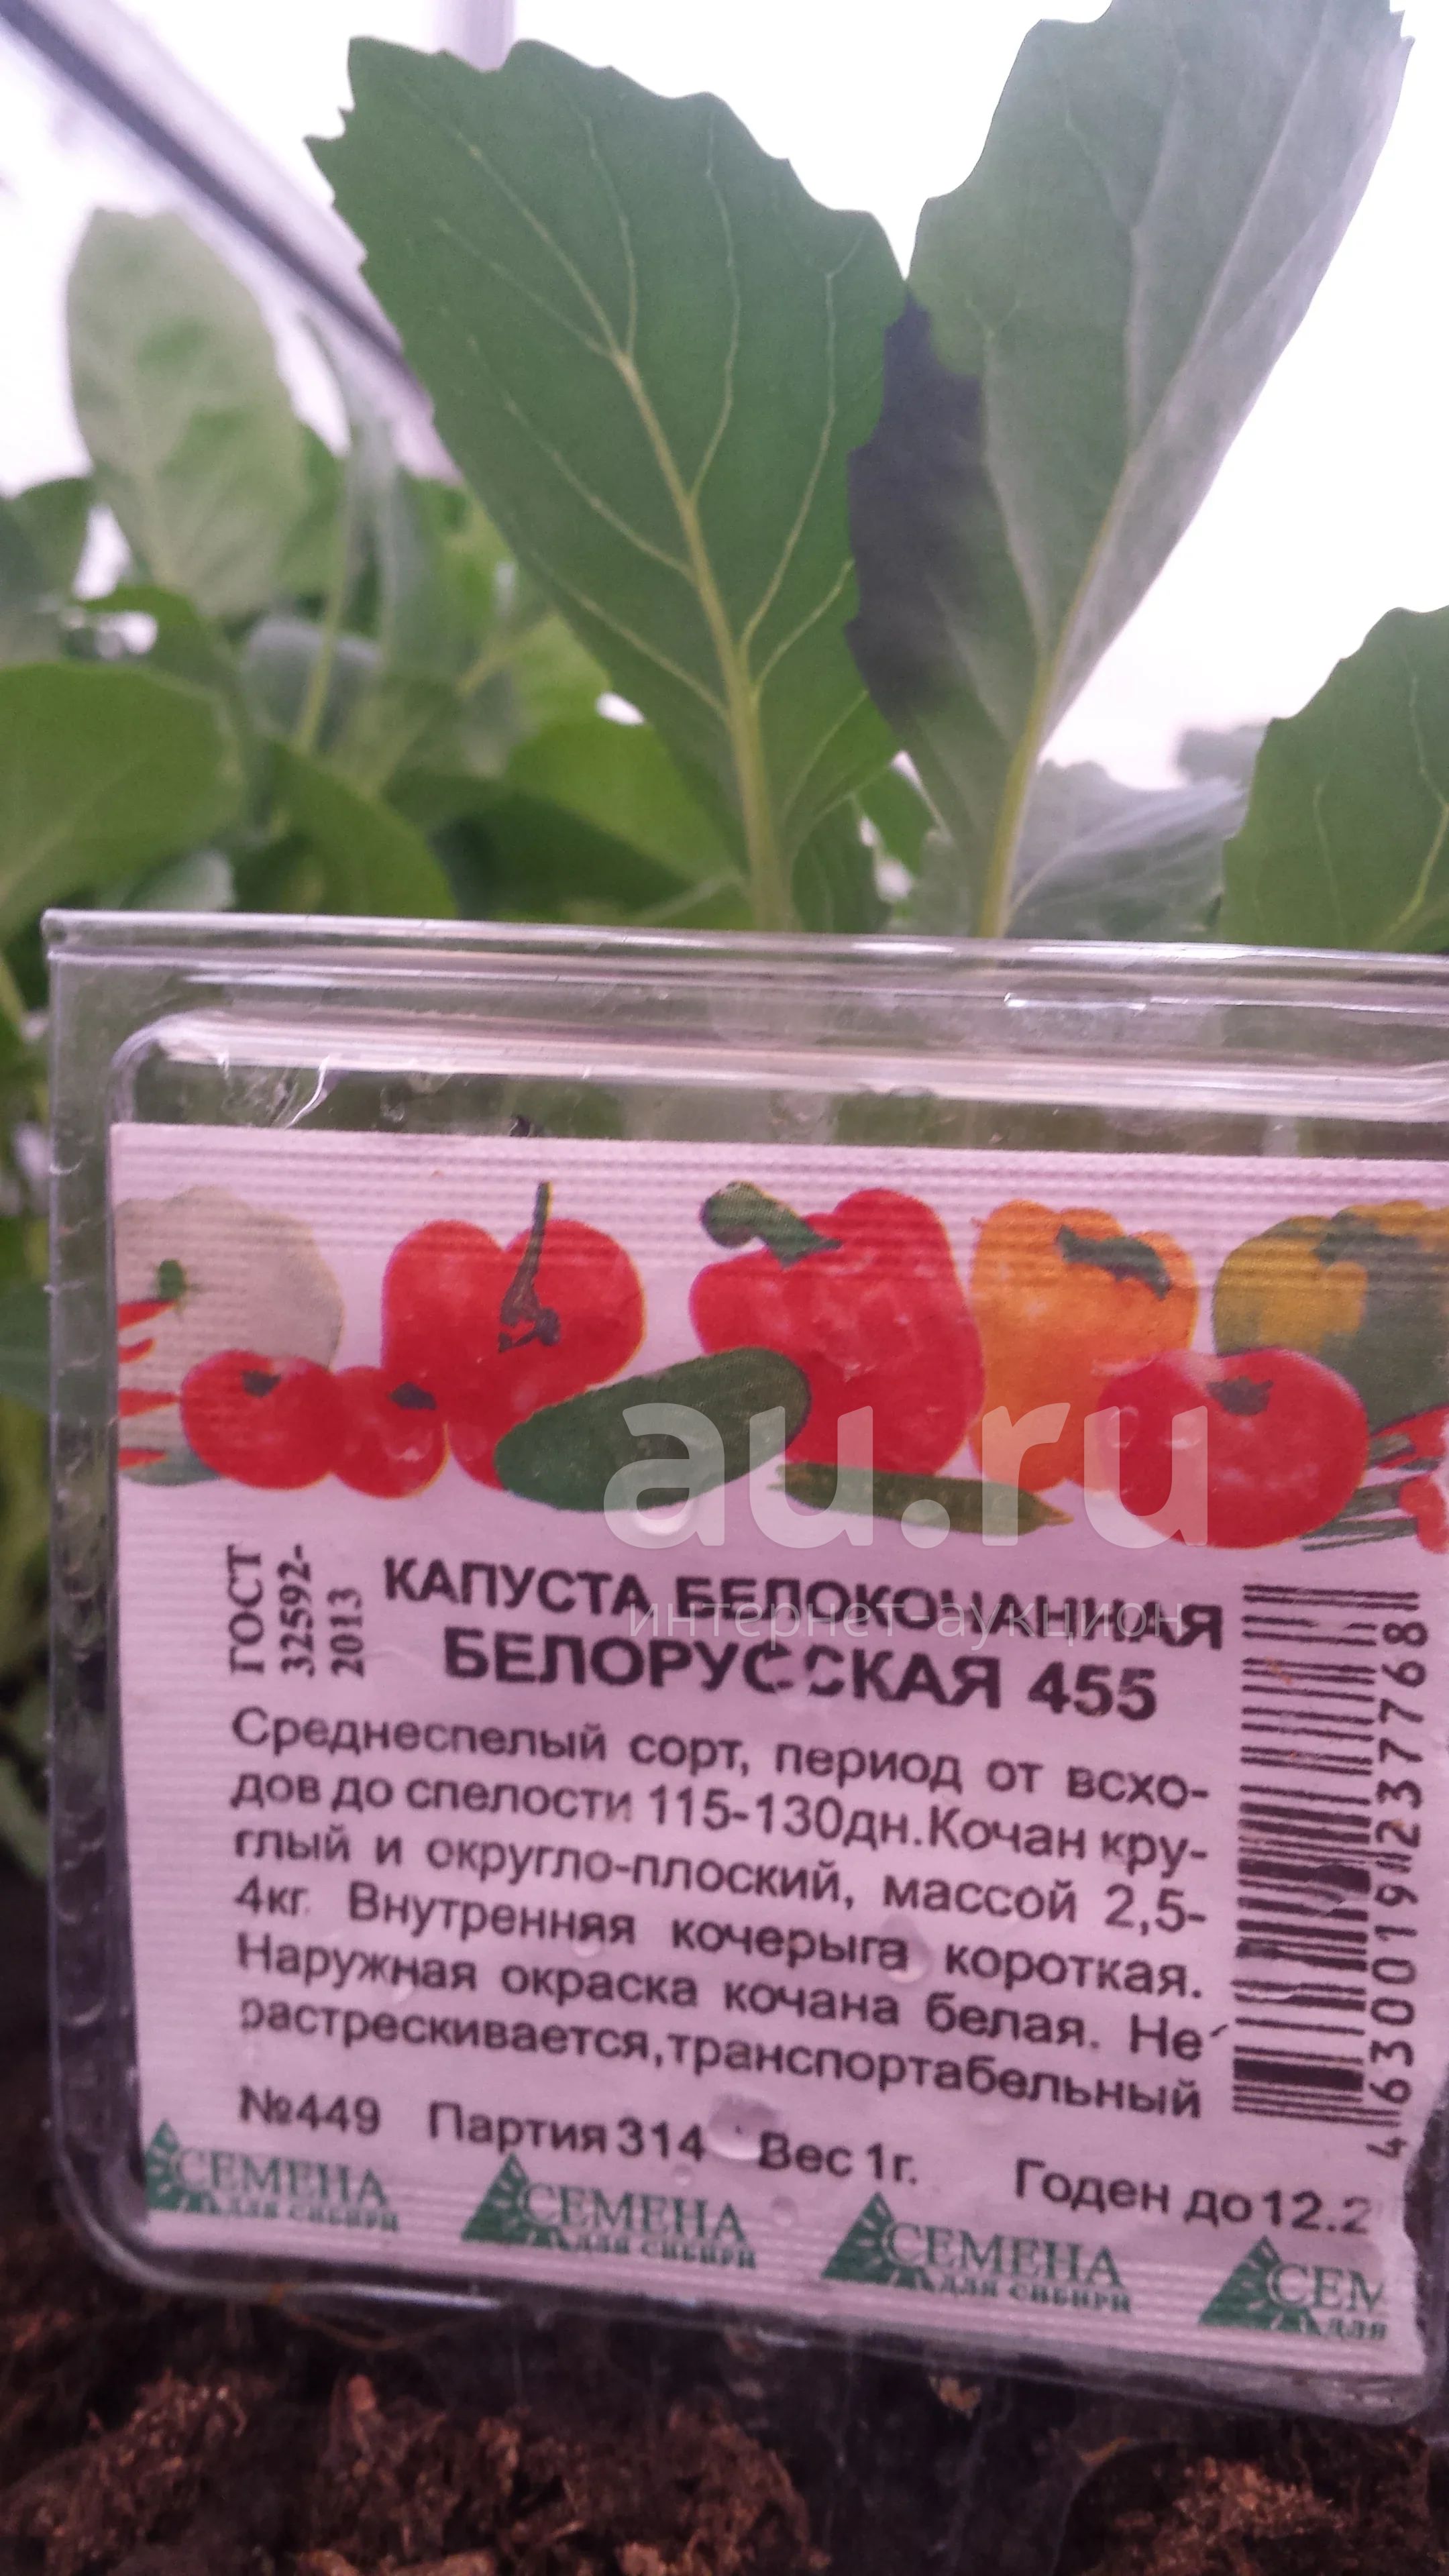 au.ru
интернет-аукцион
ГОСТ
32592-
2013
КАПУСТА БЕЛОКОЧАННАЯ
БЕЛОРУССКАЯ 455
Среднеспелый сорт, период от всхо-
дов до спелости 115-130дн.Кочан кру-
глый и округло-плоский, массой 2,5-
4кг. Внутренняя кочерыга короткая.
Наружная окраска кочана белая. Не
растрескивается,транспортабельный
№449 Партия 314 Вес 1г. Годен до 12.2
4630019237768
СЕМЕНА
ДЛЯ СИБИРИ
СЕМЕНА
ДЛЯ СИБИРИ
СЕМЕНА
ДЛЯ СИБИРИ
СЕМ
ДЛЯ